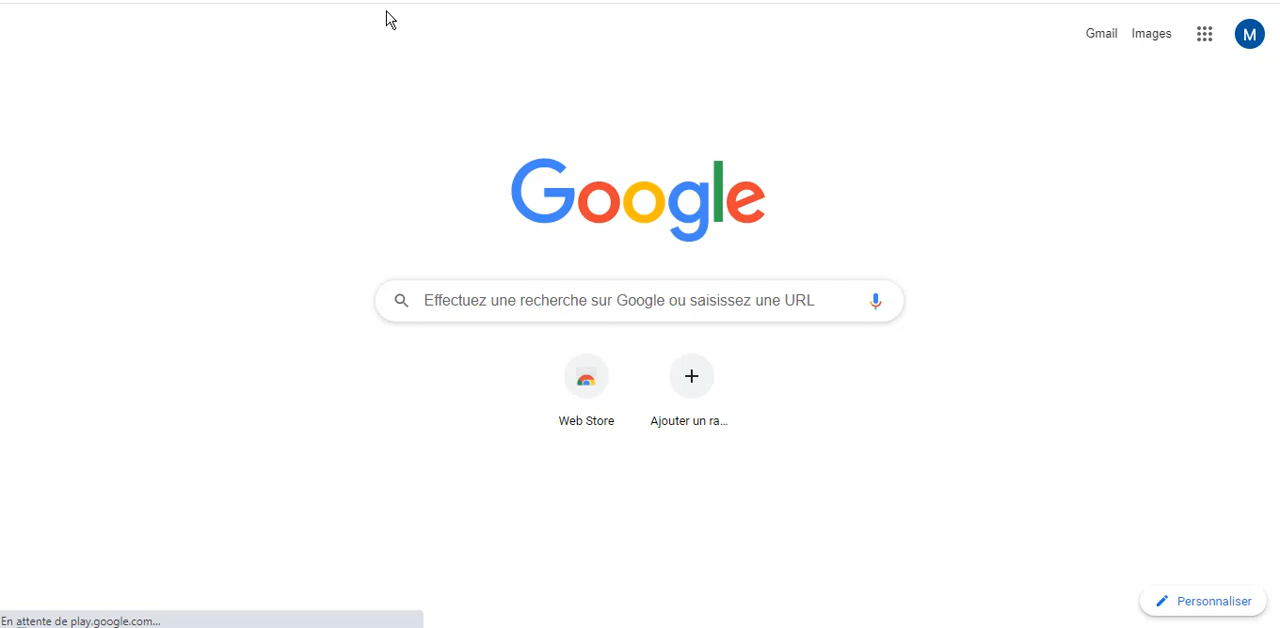 Gmail Images M
Google
Effectuez une recherche sur Google ou saisissez une URL
Web Store Ajouter un ra...
Personnaliser
En attente de play.google.com...